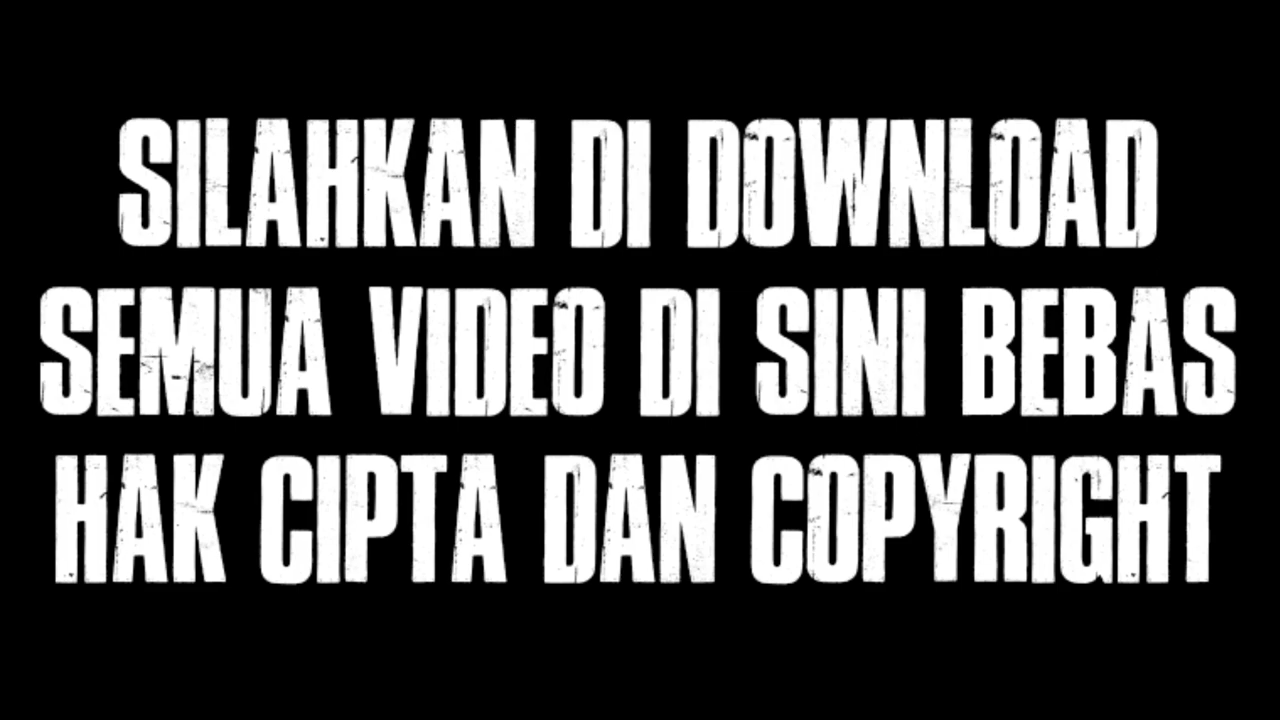 SILAHKAN DI DOWNLOAD
SEMUA VIDEO DI SINI BEBAS
HAK CIPTA DAN COPYRIGHT